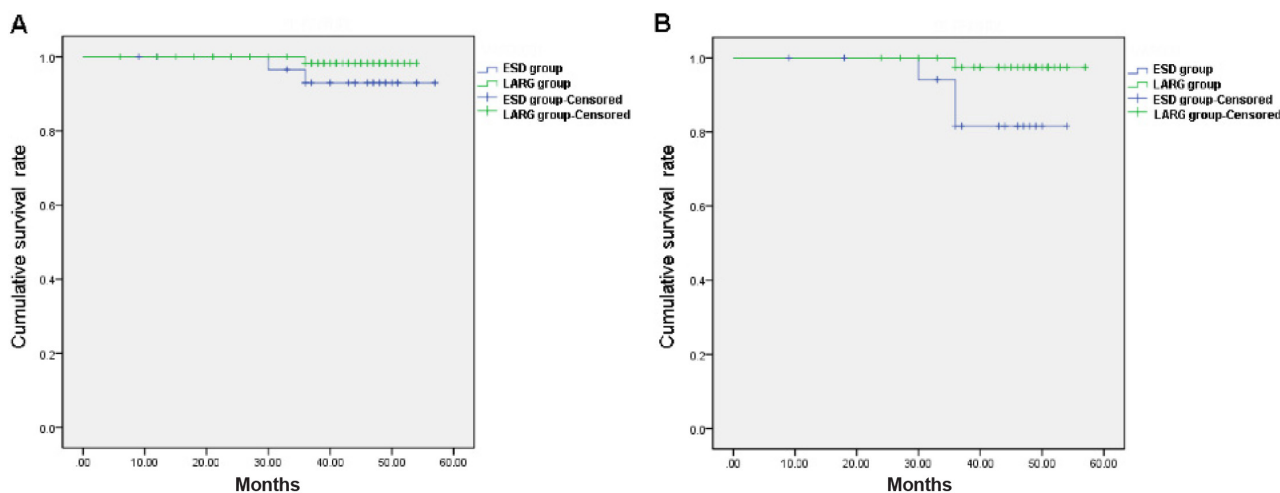 A
Cumulative survival rate
1.0
0.8
0.6
0.4
0.2
0.0
.00 10.00 20.00 30.00 40.00 50.00 60.00
Months
ESD group
LARG group
ESD group-Censored
LARG group-Censored
B
Cumulative survival rate
1.0
0.8
0.6
0.4
0.2
0.0
.00 10.00 20.00 30.00 40.00 50.00 60.00
Months
ESD group
LARG group
ESD group-Censored
LARG group-Censored